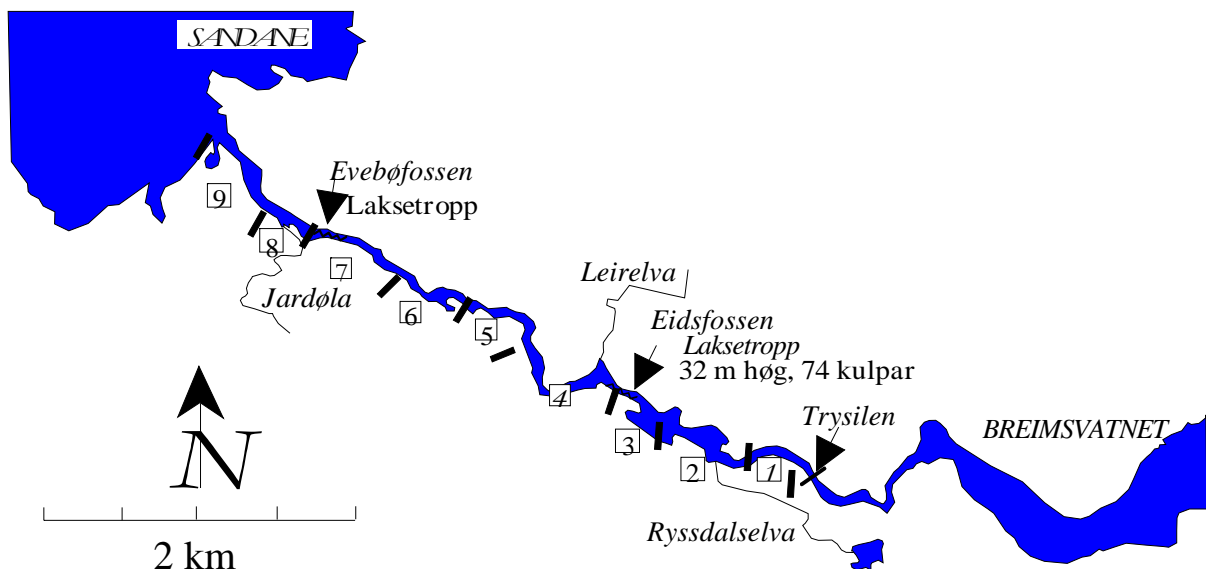 SANDANE
Evebøfossen
Laksetropp
9
8
7
Jardøla
6
5
Leirelva
Eidsfossen
Laksetropp
32 m høg, 74 kulpar
4
3
2
1
Trysilen
BREIMSVATNET
Ryssdalselva
N
2 km